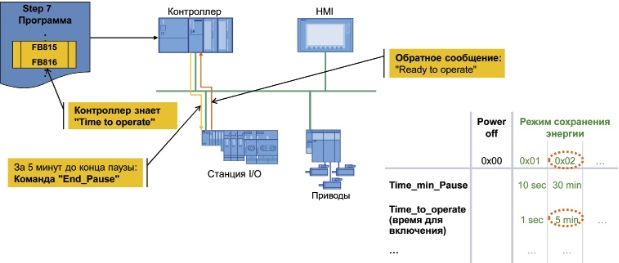 Step 7
Программа
FB815
FB816
Контроллер
HMI
Обратное сообщение:
"Ready to operate"
Контроллер знает
"Time to operate"
За 5 минут до конца паузы:
Команда "End_Pause"
Станция I/O
Приводы
Power off
Режим сохранения
энергии
0x00 0x01 0x02 ...
Time_min_Pause 10 sec 30 min
Time_to_operate
(время для
включения) 1 sec 5 min ...
... ... ...